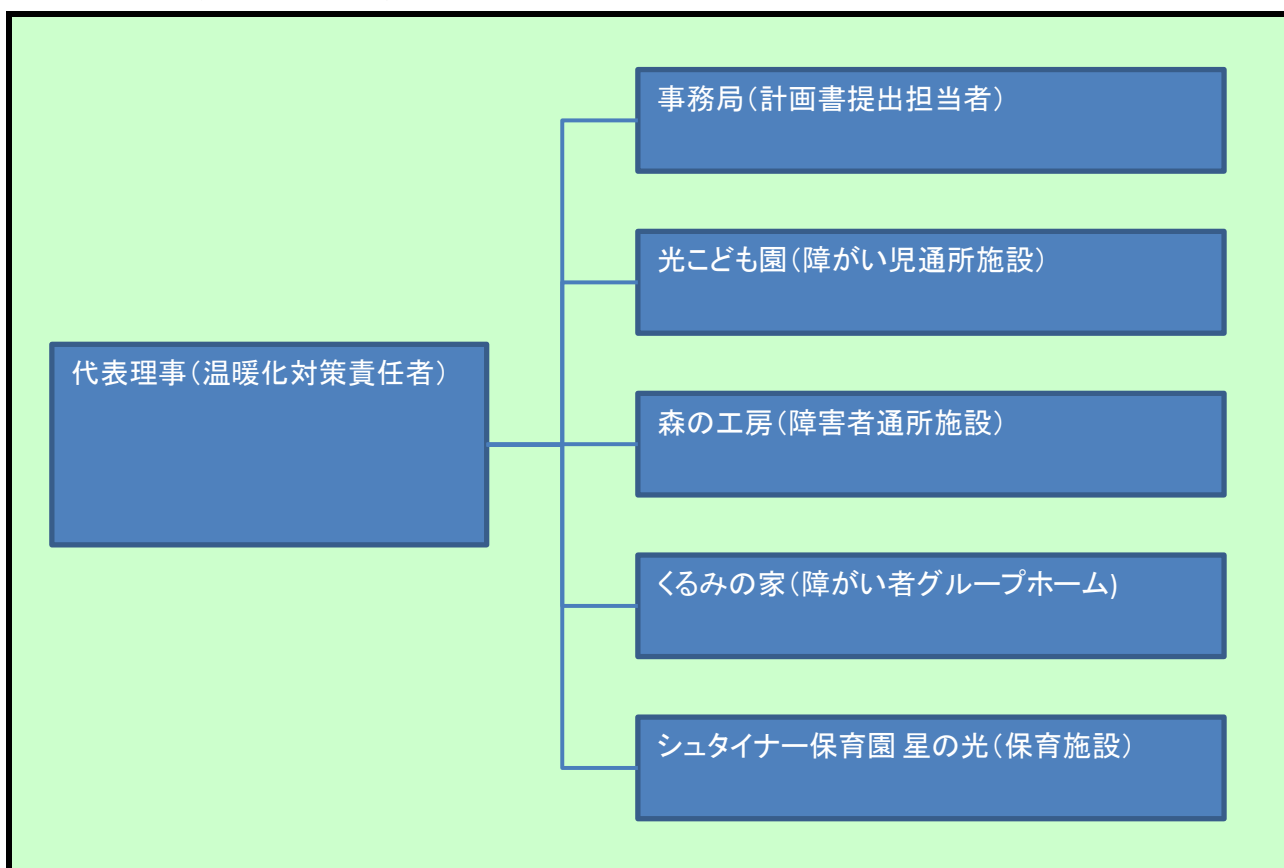 事務局（計画書提出担当者）
光こども園（障がい児通所施設）
代表理事（温暖化対策責任者）
森の工房（障害者通所施設）
くるみの家（障がい者グループホーム)
シュタイナー保育園 星の光（保育施設）